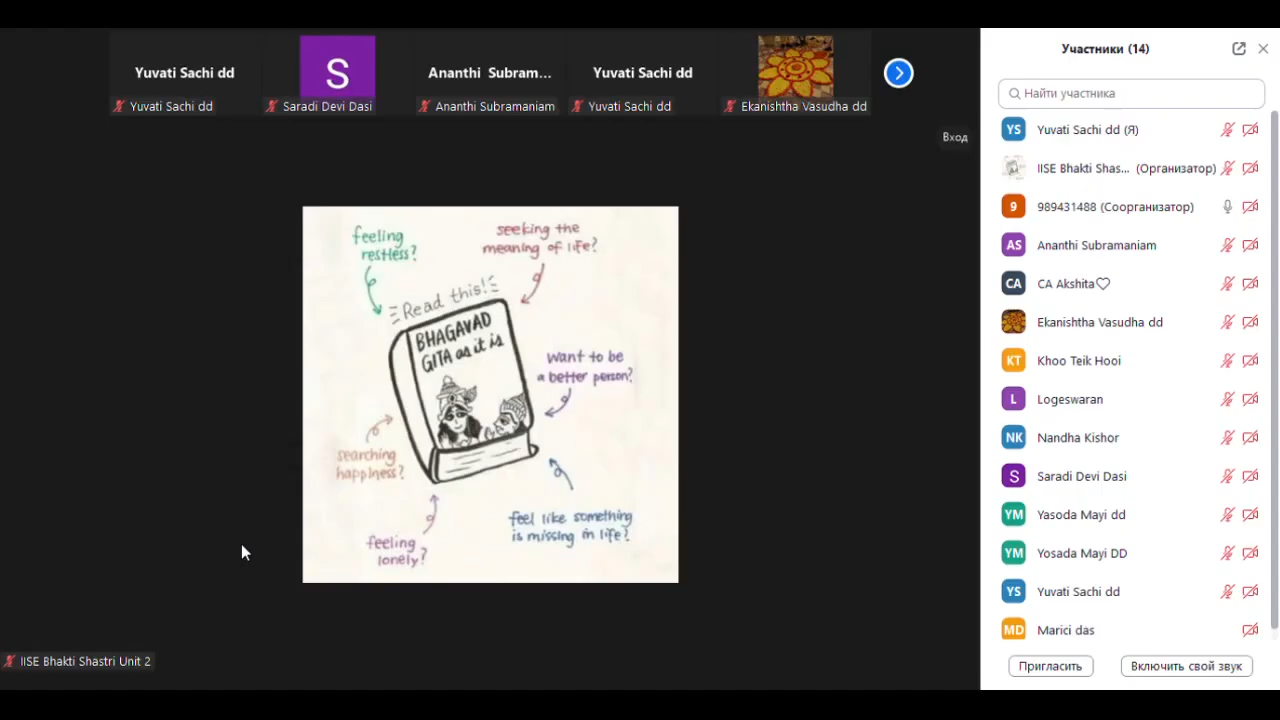 Yuvati Sachi dd
S
Ananthi Subram...
Yuvati Sachi dd
Yuvati Sachi dd
Saradi Devi Dasi
Ananthi Subramaniam
Yuvati Sachi dd
Ekanishtha Vasudha dd
Вход
feeling
restless?
seeking the
meaning of life?
Read this!
BHAGAVAD
GITA as it is
want to be
a better person?
searching
happiness?
feel like something
is missing in life?
feeling
lonely?
IISE Bhakti Shastri Unit 2
Участники (14)
Найти участника
YS Yuvati Sachi dd (Я)
IISE Bhakti Shas... (Организатор)
9 989431488 (Соорганизатор)
AS Ananthi Subramaniam
CA CA Akshita♡
Ekanishtha Vasudha dd
KT Khoo Teik Hooi
L Logeswaran
NK Nandha Kishor
S Saradi Devi Dasi
YM Yasoda Mayi dd
YM Yosada Mayi DD
YS Yuvati Sachi dd
MD Marici das
Пригласить
Включить свой звук